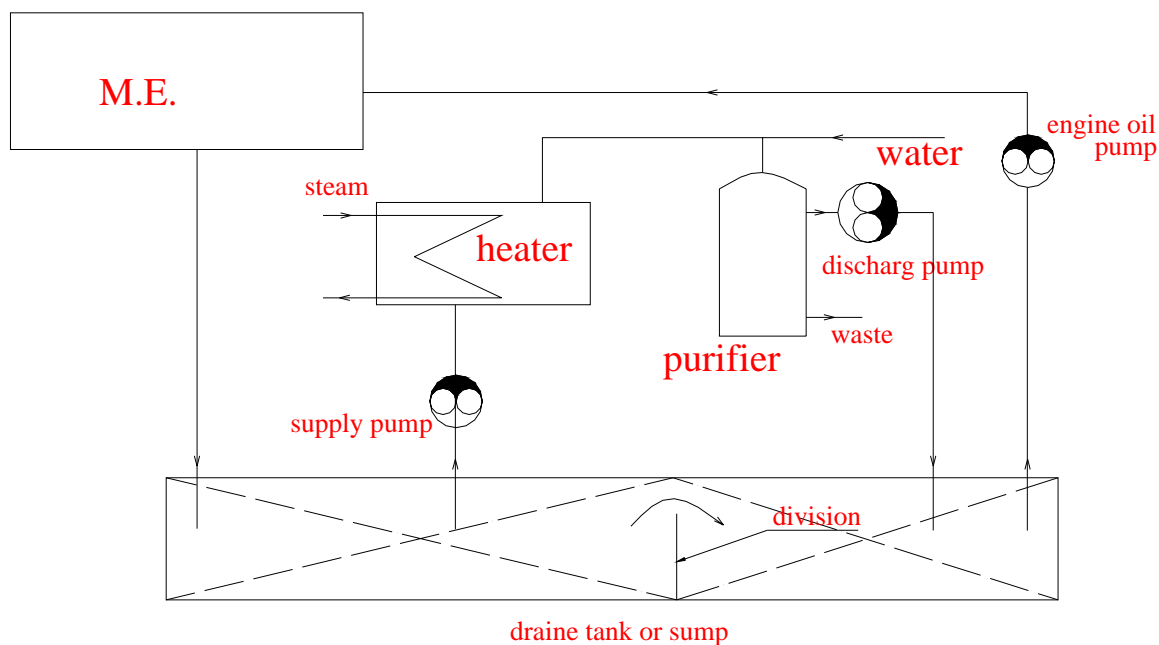 M.E.
engine oil
pump
water
steam
heater
discharg pump
waste
purifier
supply pump
division
draine tank or sump